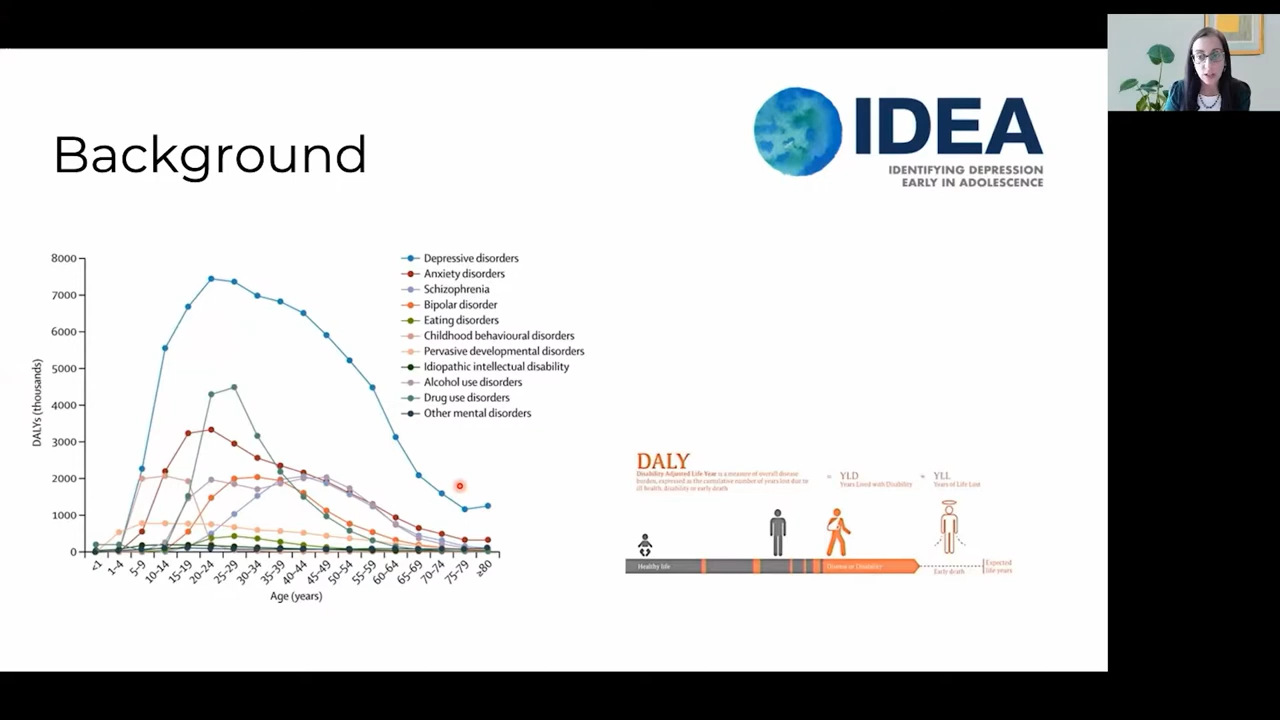 Background
IDEA
IDENTIFYING DEPRESSION
EARLY IN ADOLESCENCE
8000
7000
6000
5000
4000
3000
2000
1000
0
DALYs (thousands)
<1
1-4
5-9
10-14
15-19
20-24
25-29
30-34
35-39
40-44
45-49
50-54
55-59
60-64
65-69
70-74
75-79
≥80
Age (years)
Depressive disorders
Anxiety disorders
Schizophrenia
Bipolar disorder
Eating disorders
Childhood behavioural disorders
Pervasive developmental disorders
Idiopathic intellectual disability
Alcohol use disorders
Drug use disorders
Other mental disorders
DALY
Disability Adjusted Life Year is a measure of overall disease
burden, expressed as the cumulative number of years lost due to
ill health, disability or early death
= YLD
Years Lived with Disability
+ YLL
Years of Life Lost
Healthy life
Disease or Disability
Early death
Expected
life years